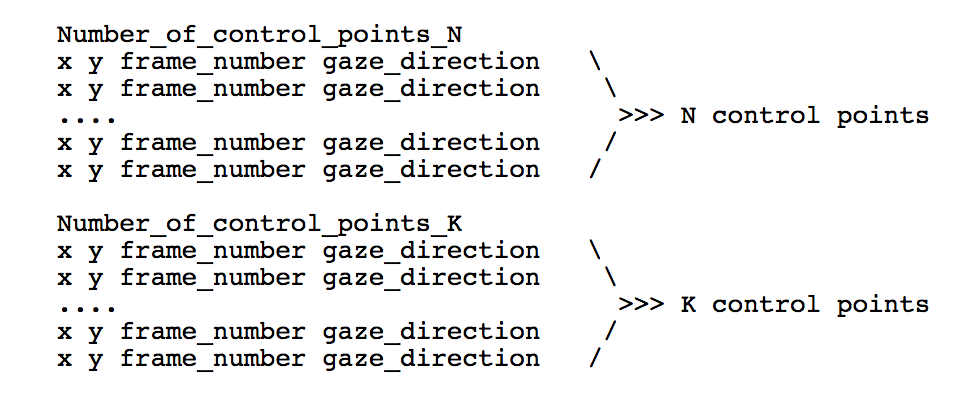 Number_of_control_points_N
x y frame_number gaze_direction   \
x y frame_number gaze_direction    \
....                                >>> N control points
x y frame_number gaze_direction    /
x y frame_number gaze_direction   /
Number_of_control_points_K
x y frame_number gaze_direction   \
x y frame_number gaze_direction    \
....                                >>> K control points
x y frame_number gaze_direction    /
x y frame_number gaze_direction   /